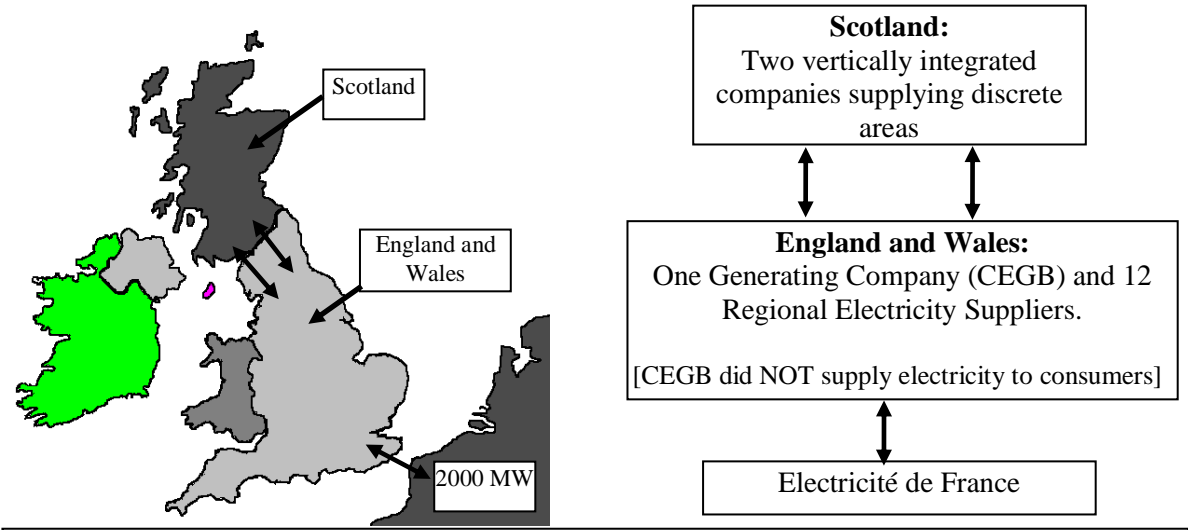 Scotland
England and
Wales
2000 MW
Scotland:
Two vertically integrated
companies supplying discrete
areas
England and Wales:
One Generating Company (CEGB) and 12
Regional Electricity Suppliers.
[CEGB did NOT supply electricity to consumers]
Electricité de France